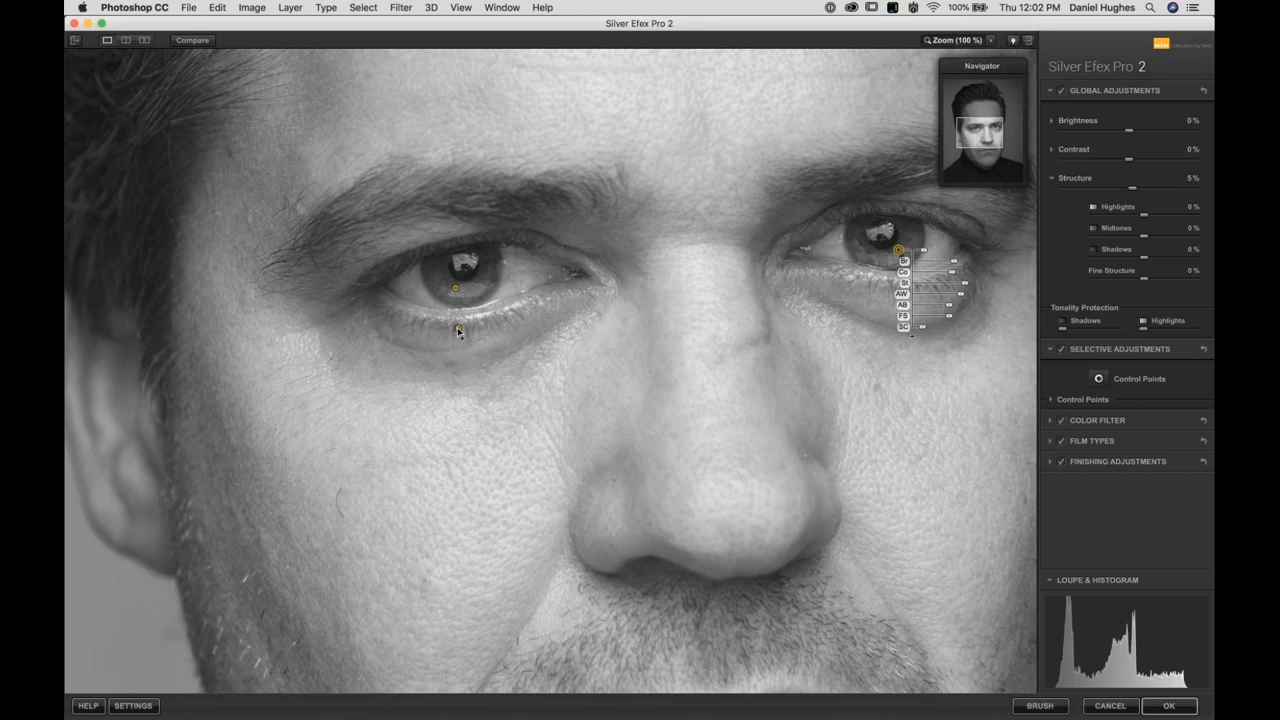 Photoshop CC File Edit Image Layer Type Select Filter 3D View Window Help 100% Thu 12:02 PM Daniel Hughes
Silver Efex Pro 2
Compare Zoom (100 %)
Navigator
Silver Efex Pro 2
GLOBAL ADJUSTMENTS
Brightness 0 %
Contrast 0 %
Structure 5 %
Highlights 0 %
Midtones 0 %
Shadows 0 %
Fine Structure 0 %
Tonality Protection
Shadows Highlights
SELECTIVE ADJUSTMENTS
Control Points
Control Points
COLOR FILTER
FILM TYPES
FINISHING ADJUSTMENTS
LOUPE & HISTOGRAM
Br
Co
St
AW
AB
FS
SC
HELP SETTINGS BRUSH CANCEL OK